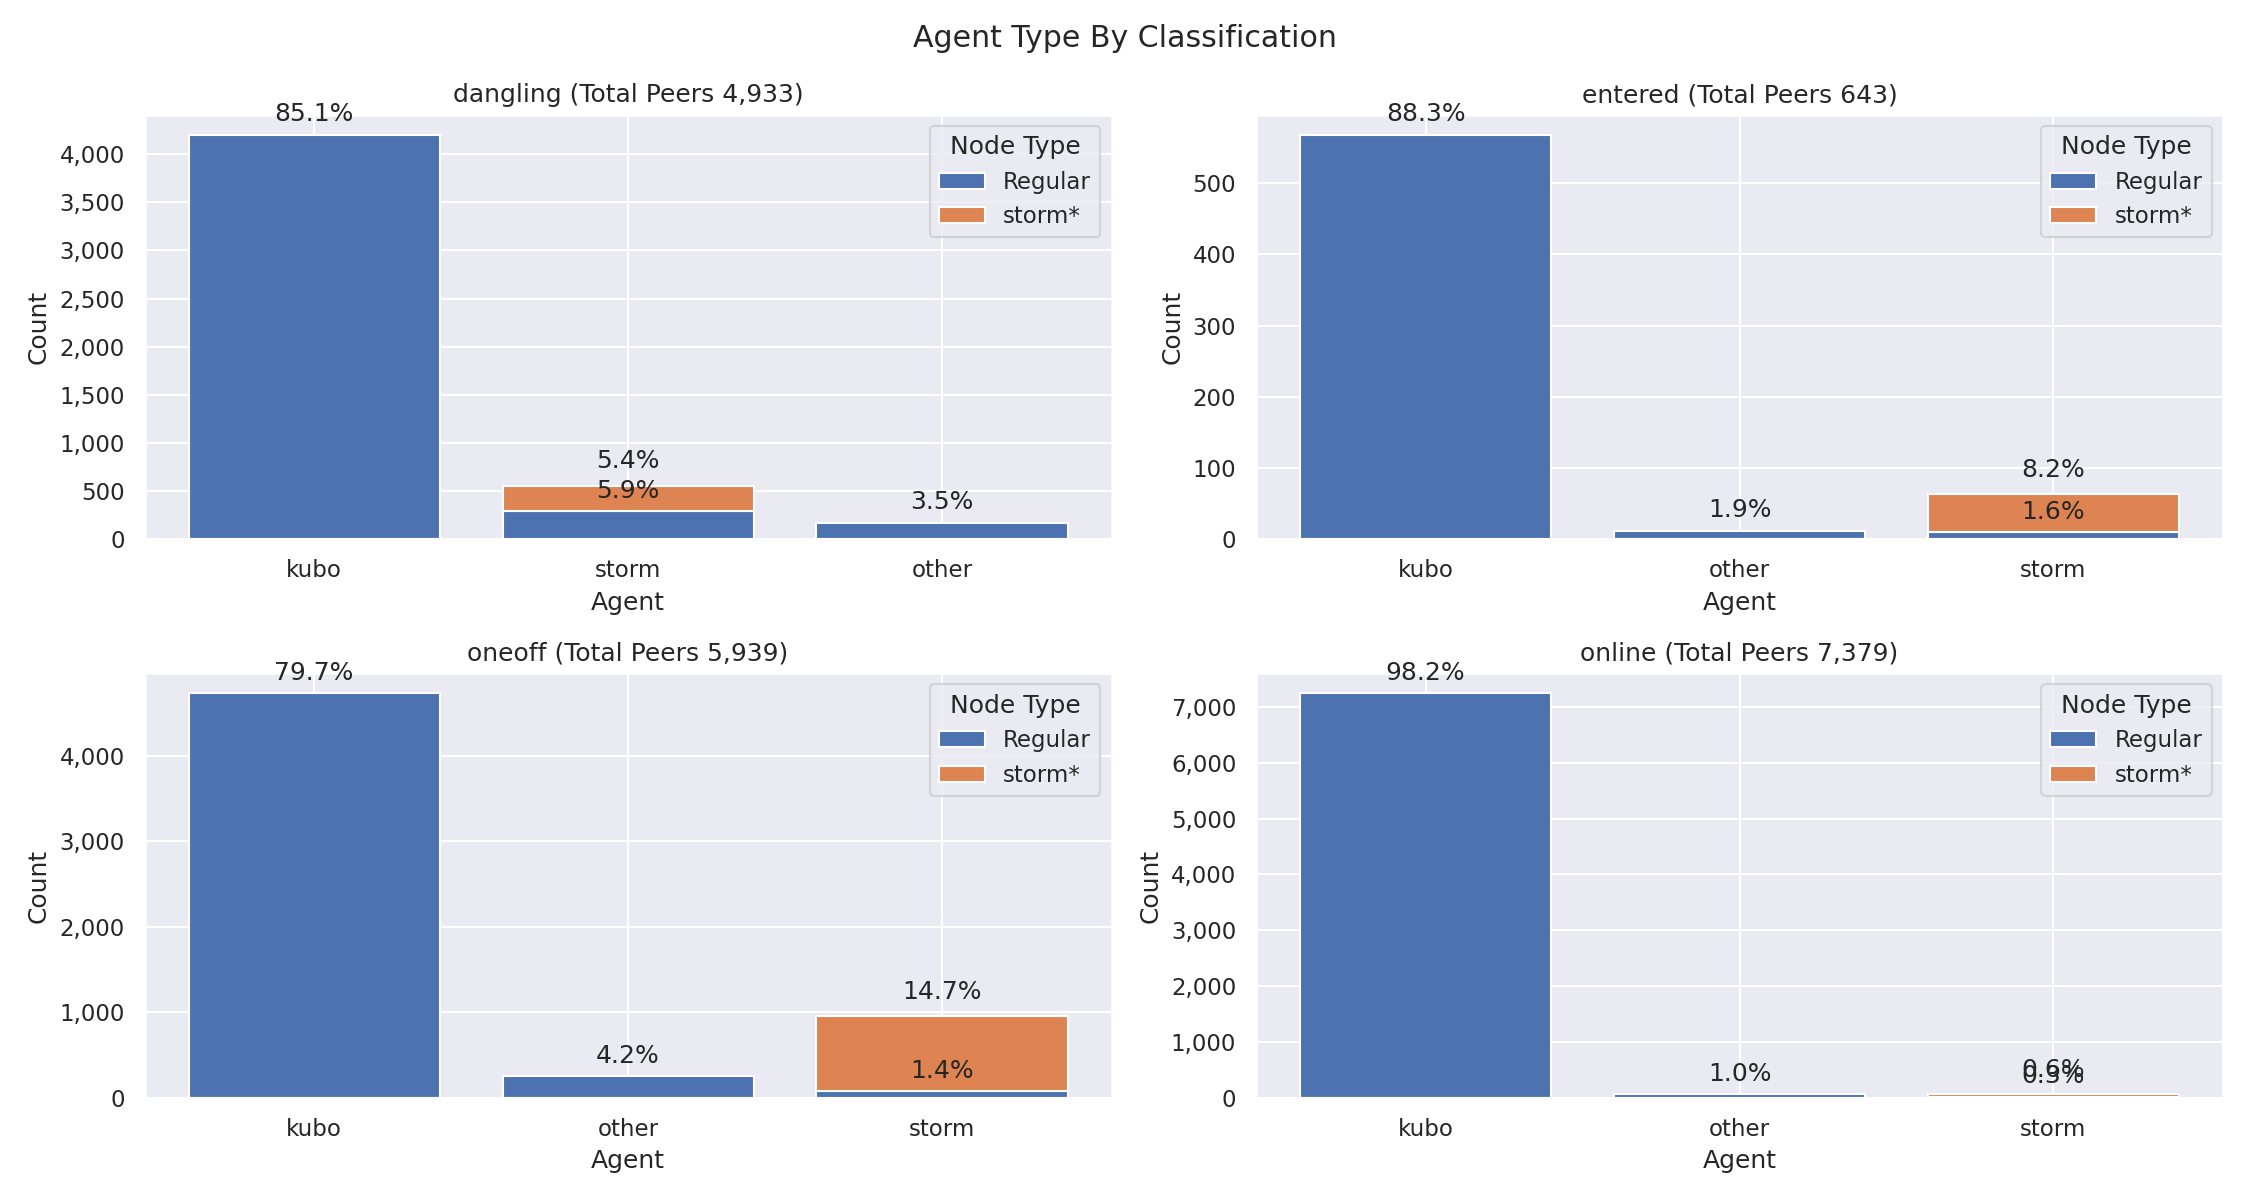 Agent Type By Classification
dangling (Total Peers 4,933)
85.1%
Node Type
Regular
storm*
4,000
3,500
3,000
2,500
2,000
1,500
1,000
500
0
Count
5.4%
5.9%
3.5%
kubo
storm
other
Agent
entered (Total Peers 643)
88.3%
Node Type
Regular
storm*
500
400
300
200
100
0
Count
1.9%
8.2%
1.6%
kubo
other
storm
Agent
oneoff (Total Peers 5,939)
79.7%
Node Type
Regular
storm*
4,000
3,000
2,000
1,000
0
Count
4.2%
14.7%
1.4%
kubo
other
storm
Agent
online (Total Peers 7,379)
98.2%
Node Type
Regular
storm*
7,000
6,000
5,000
4,000
3,000
2,000
1,000
0
Count
1.0%
kubo
other
storm
Agent